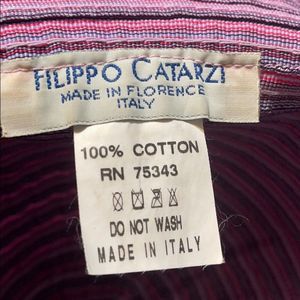 FILIPPO CATARZI
MADE IN FLORENCE
ITALY
100% COTTON
RN 75343
DO NOT WASH
MADE IN ITALY